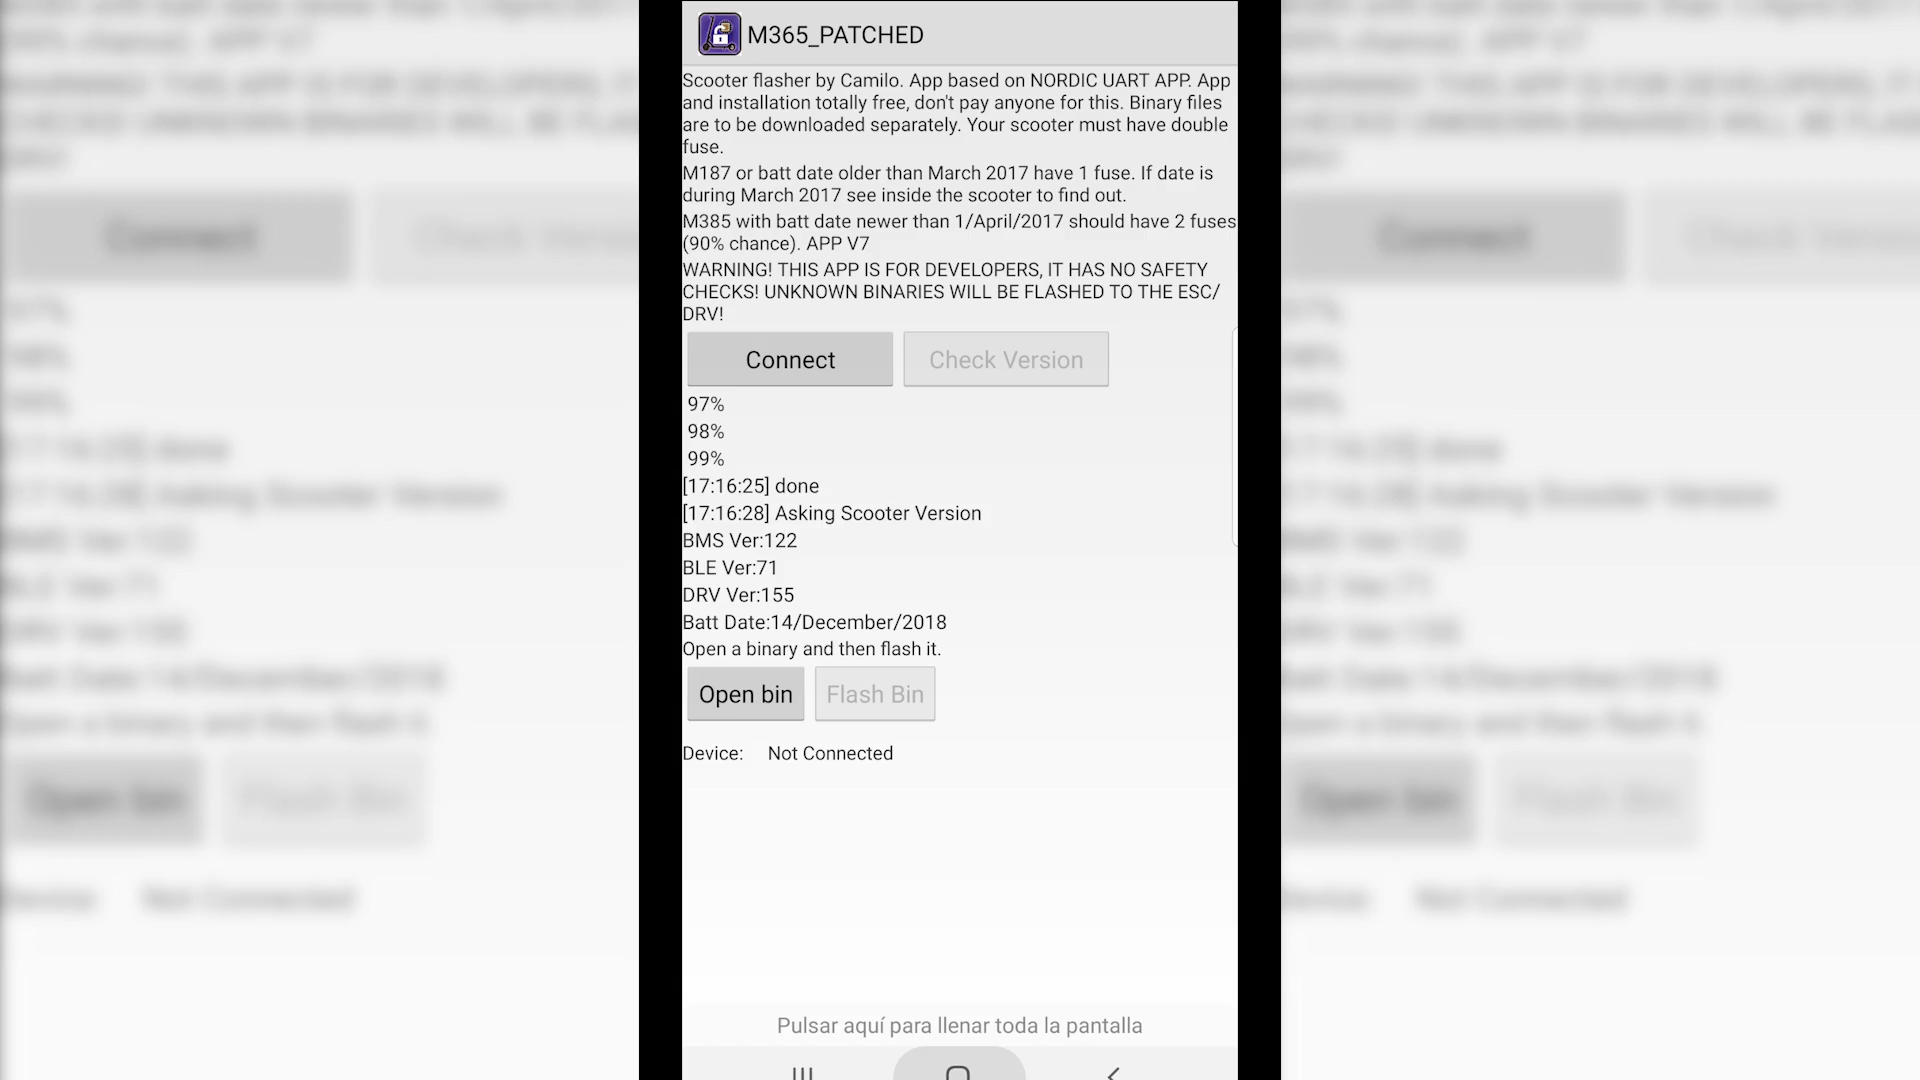 M365_PATCHED
Scooter flasher by Camilo. App based on NORDIC UART APP. App
and installation totally free, don't pay anyone for this. Binary files
are to be downloaded separately. Your scooter must have double
fuse.
M187 or batt date older than March 2017 have 1 fuse. If date is
during March 2017 see inside the scooter to find out.
M385 with batt date newer than 1/April/2017 should have 2 fuses
(90% chance). APP V7
WARNING! THIS APP IS FOR DEVELOPERS, IT HAS NO SAFETY
CHECKS! UNKNOWN BINARIES WILL BE FLASHED TO THE ESC/
DRV!
Connect Check Version
97%
98%
99%
[17:16:25] done
[17:16:28] Asking Scooter Version
BMS Ver:122
BLE Ver:71
DRV Ver:155
Batt Date:14/December/2018
Open a binary and then flash it.
Open bin Flash Bin
Device: Not Connected
Pulsar aquí para llenar toda la pantalla